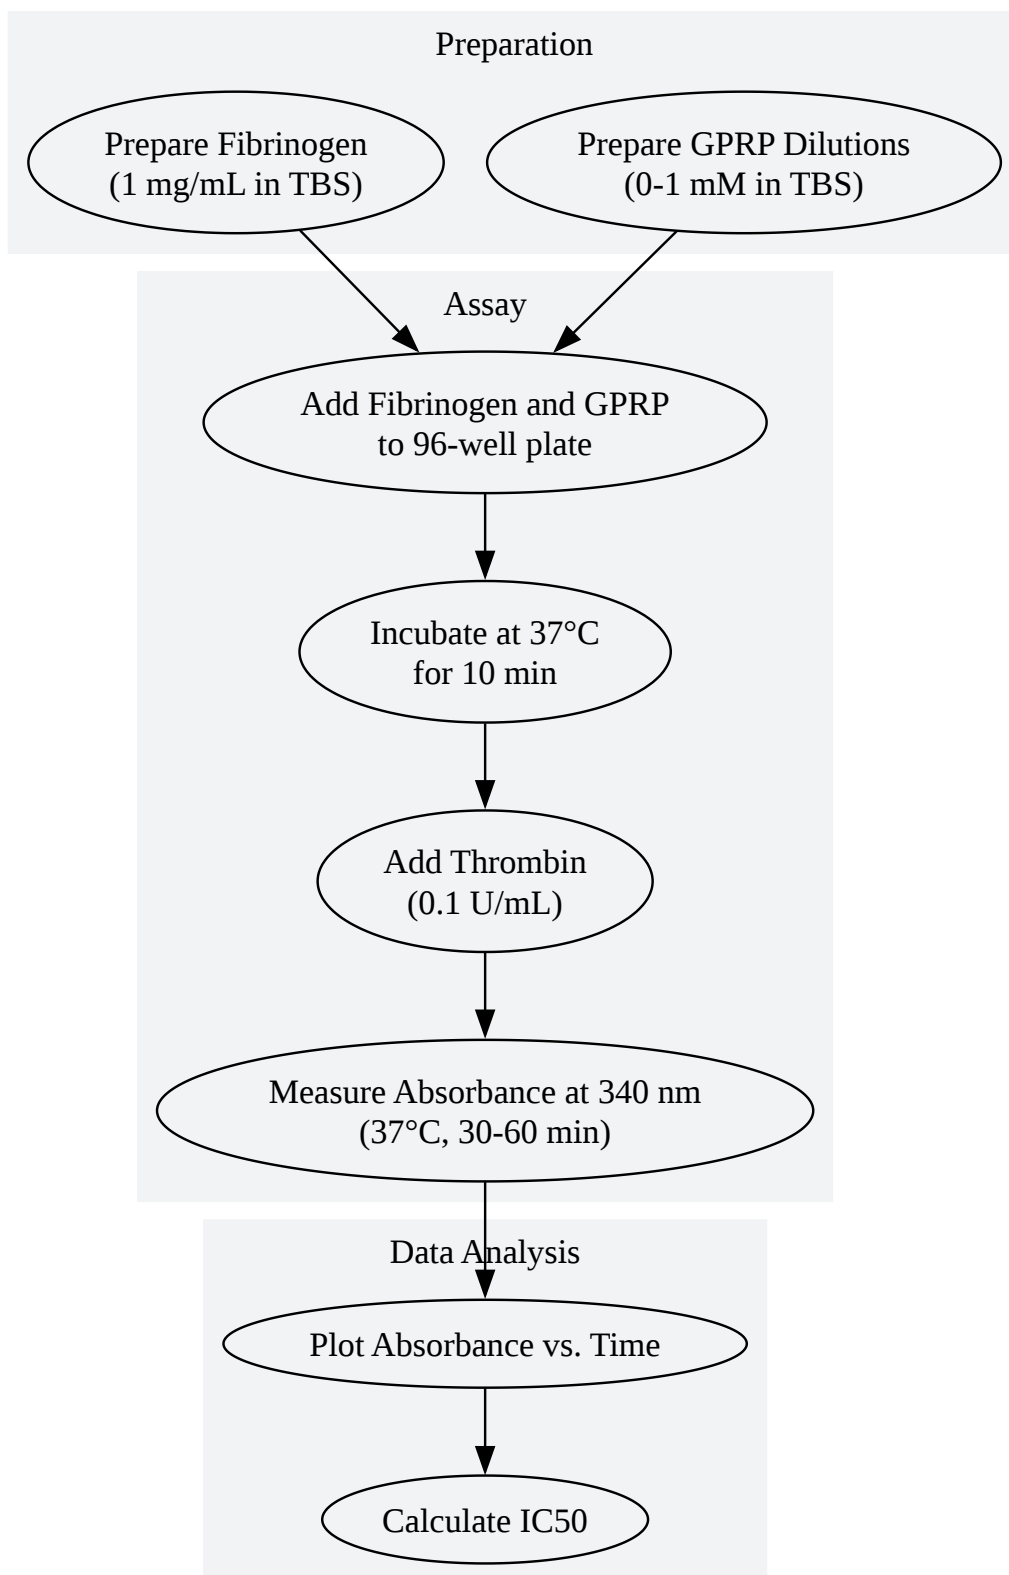 Preparation
Prepare Fibrinogen
(1 mg/mL in TBS)
Prepare GPRP Dilutions
(0-1 mM in TBS)
Assay
Add Fibrinogen and GPRP
to 96-well plate
Incubate at 37°C
for 10 min
Add Thrombin
(0.1 U/mL)
Measure Absorbance at 340 nm
(37°C, 30-60 min)
Data Analysis
Plot Absorbance vs. Time
Calculate IC50